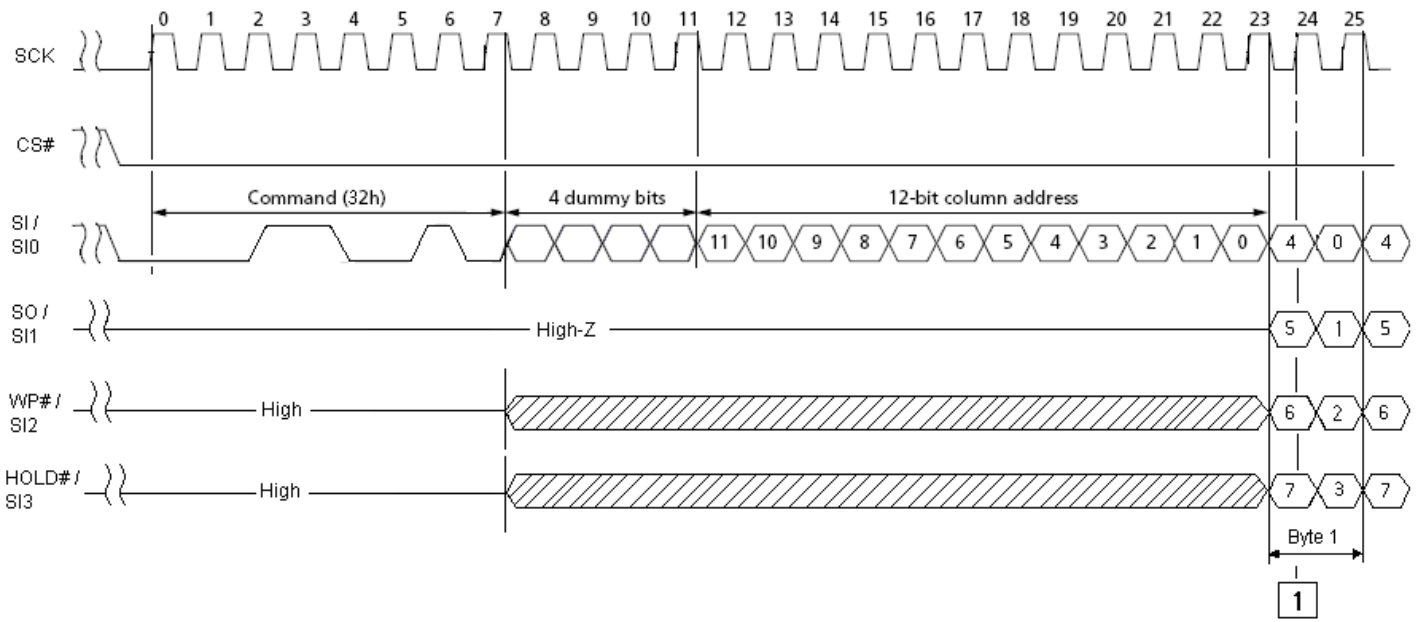 0 1 2 3 4 5 6 7 8 9 10 11 12 13 14 15 16 17 18 19 20 21 22 23 24 25
SCK
CS#
Command (32h) 4 dummy bits 12-bit column address
SI /
SI0
11 10 9 8 7 6 5 4 3 2 1 0 4 0 4
SO /
SI1
High-Z
5 1 5
WP# /
SI2
High
6 2 6
HOLD# /
SI3
High
7 3 7
Byte 1
1